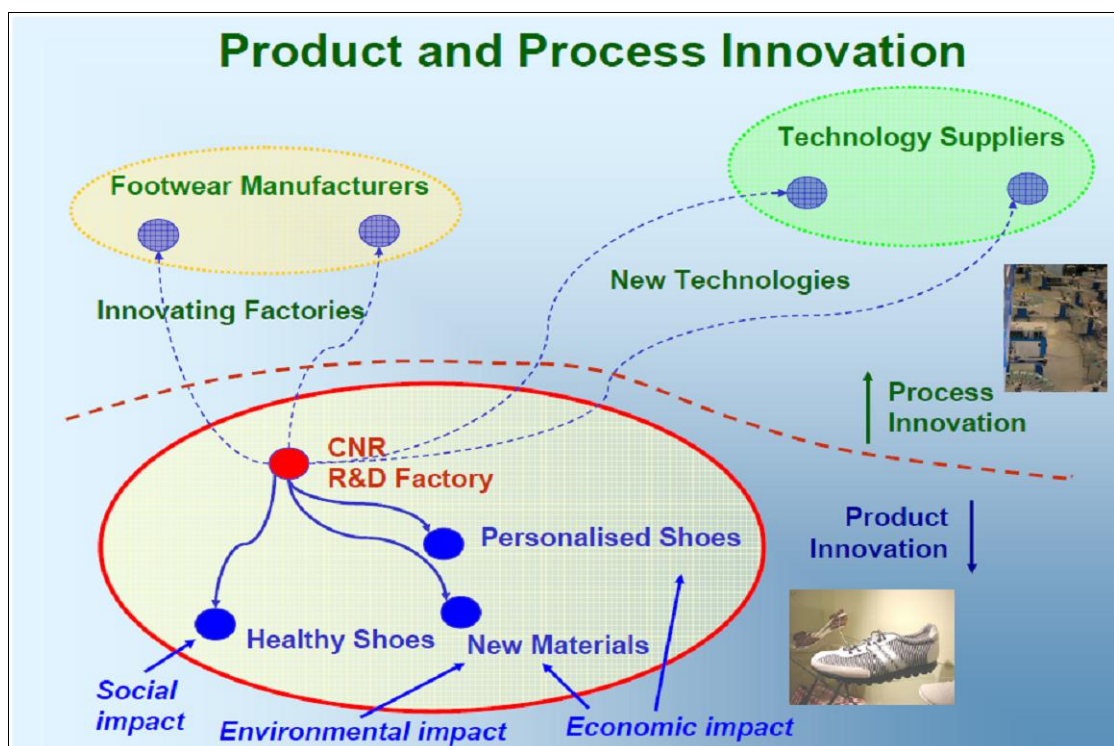 Product and Process Innovation
Technology Suppliers
Footwear Manufacturers
New Technologies
Innovating Factories
Process
Innovation
CNR
R&D Factory
Product
Innovation
Personalised Shoes
Healthy Shoes
New Materials
Social
impact
Environmental impact
Economic impact